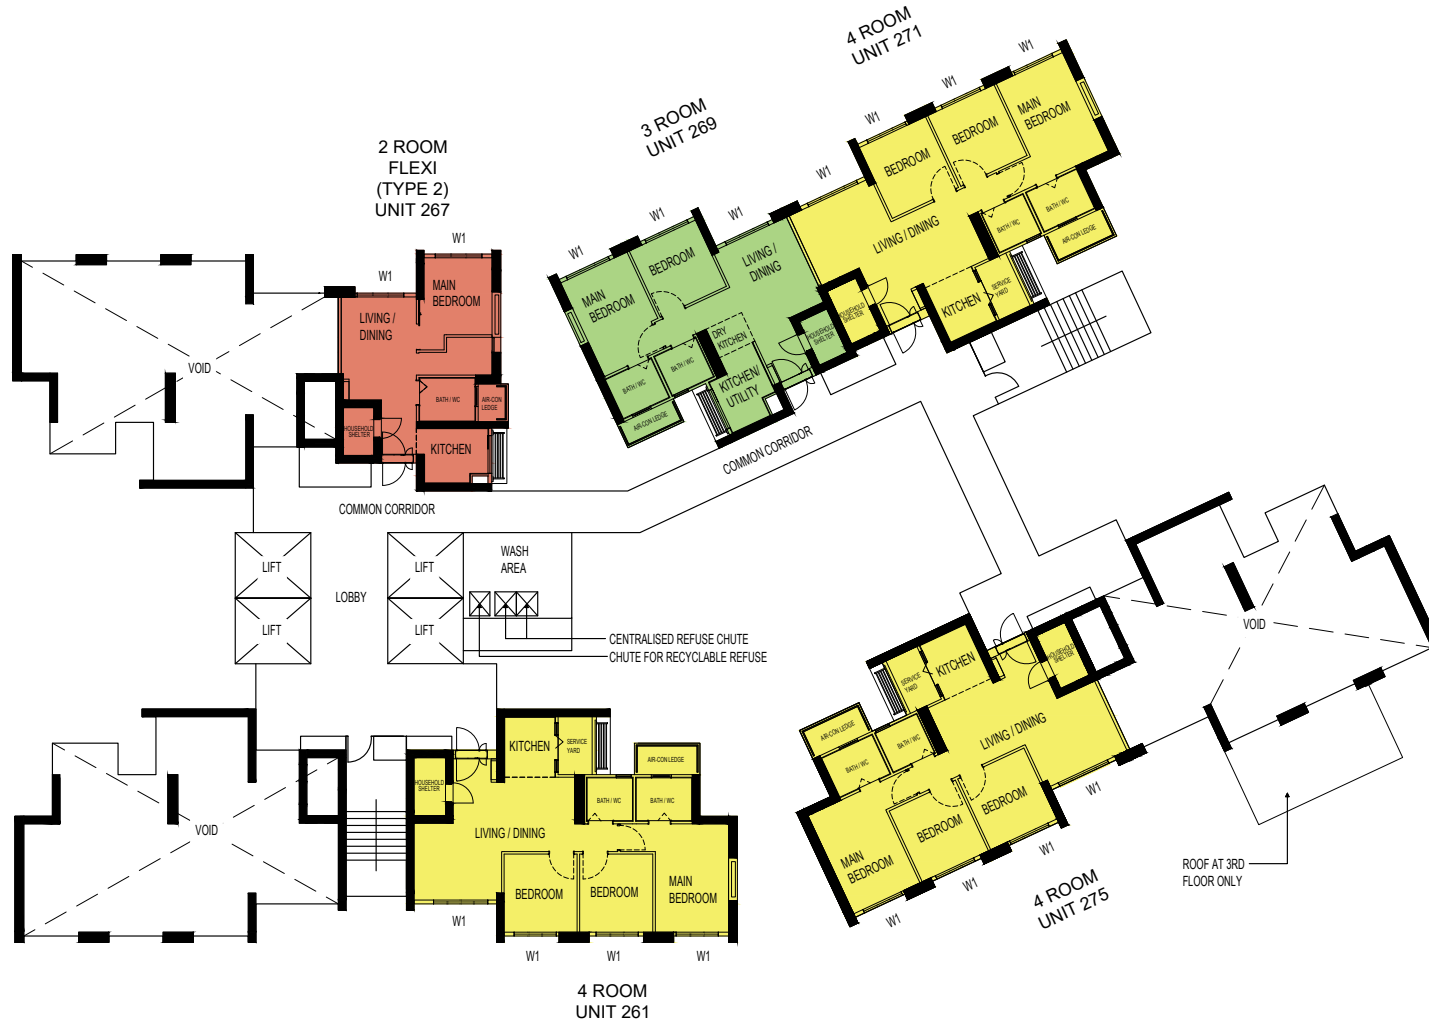 4 ROOM
UNIT 271
3 ROOM
UNIT 269
2 ROOM
FLEXI
(TYPE 2)
UNIT 267
W1
W1
MAIN
BEDROOM
LIVING /
DINING
BATH / WC
AIR-CON
LEDGE
HOUSEHOLD
SHELTER
KITCHEN
VOID
COMMON CORRIDOR
W1
W1
W1
MAIN
BEDROOM
BEDROOM
LIVING /
DINING
DRY
KITCHEN
KITCHEN/
UTILITY
BATH / WC
BATH / WC
AIR-CON LEDGE
HOUSEHOLD
SHELTER
COMMON CORRIDOR
W1
W1
W1
W1
BEDROOM
BEDROOM
MAIN
BEDROOM
LIVING / DINING
BATH / WC
BATH / WC
AIR-CON LEDGE
SERVICE
YARD
KITCHEN
HOUSEHOLD
SHELTER
LIFT
LIFT
LIFT
LIFT
LOBBY
WASH
AREA
CENTRALISED REFUSE CHUTE
CHUTE FOR RECYCLABLE REFUSE
KITCHEN
SERVICE
YARD
AIR-CON LEDGE
HOUSEHOLD
SHELTER
BATH / WC
BATH / WC
LIVING / DINING
BEDROOM
BEDROOM
MAIN
BEDROOM
W1
W1
W1
W1
4 ROOM
UNIT 261
VOID
HOUSEHOLD
SHELTER
KITCHEN
SERVICE
YARD
AIR-CON LEDGE
BATH / WC
BATH / WC
LIVING / DINING
BEDROOM
BEDROOM
MAIN
BEDROOM
W1
W1
W1
W1
4 ROOM
UNIT 275
VOID
ROOF AT 3RD
FLOOR ONLY